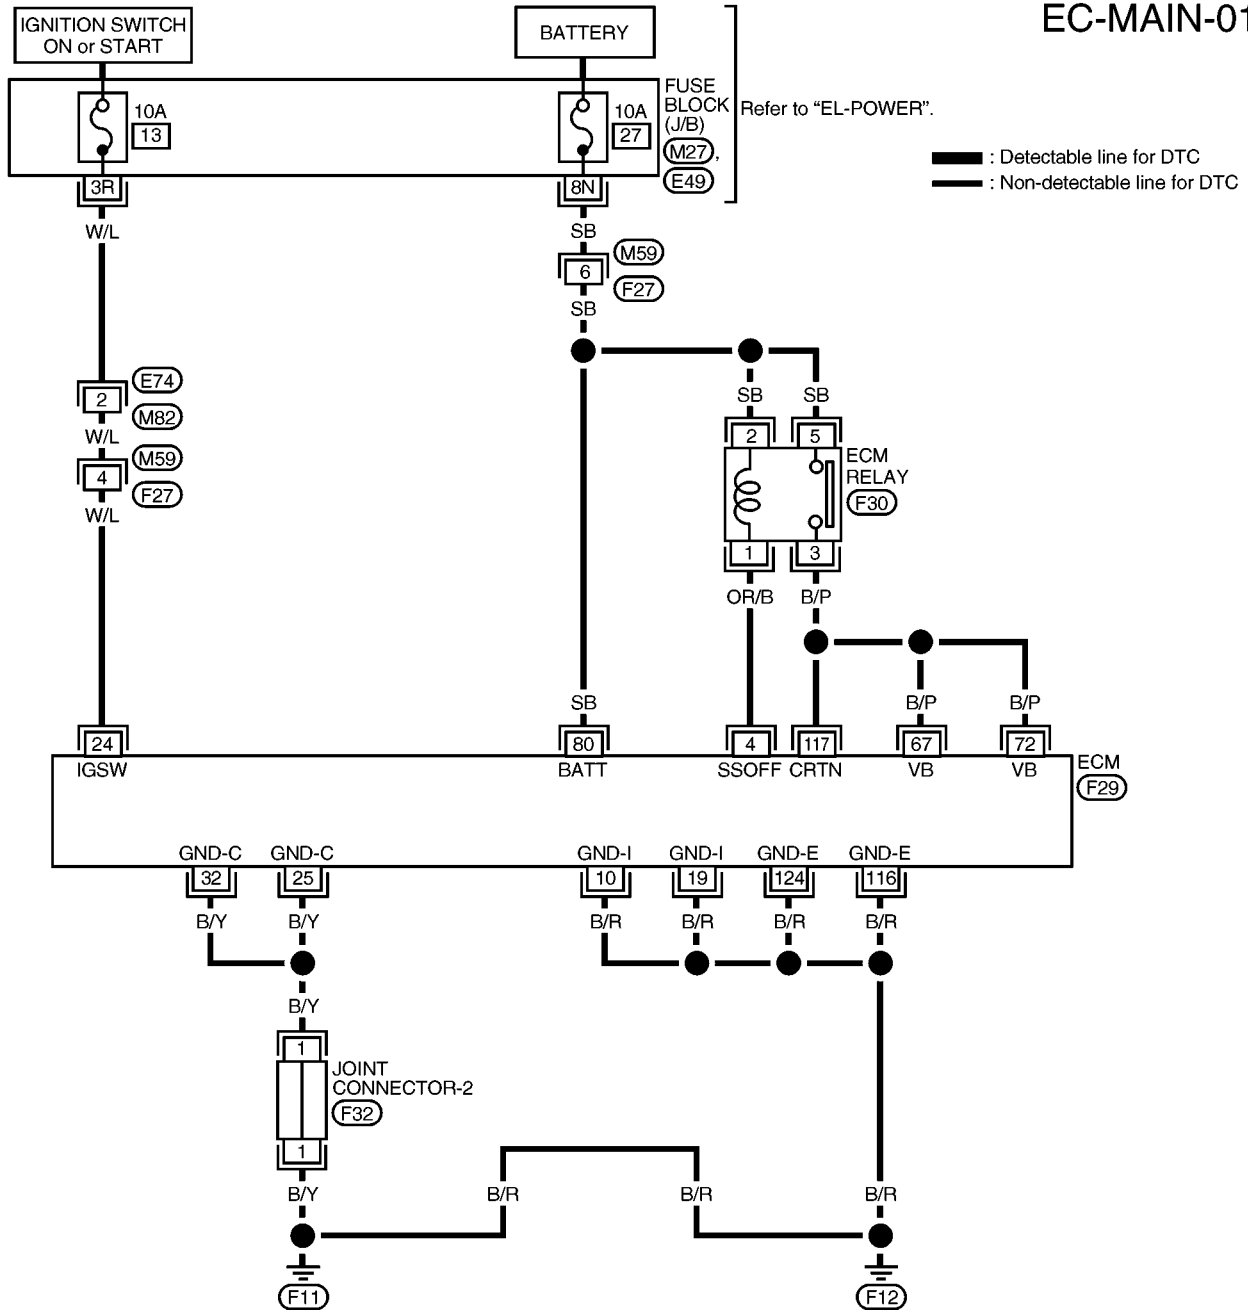 EC-MAIN-01
IGNITION SWITCH
ON or START
BATTERY
10A
13
10A
27
FUSE
BLOCK
(J/B)
M27,
E49
Refer to “EL-POWER”.
: Detectable line for DTC
: Non-detectable line for DTC
3R
8N
W/L
SB
6
M59
F27
SB
2
E74
M82
W/L
4
M59
F27
W/L
SB
SB
2
5
ECM
RELAY
F30
1
3
OR/B
B/P
SB
B/P
B/P
24
80
4
117
67
72
IGSW
BATT
SSOFF
CRTN
VB
VB
ECM
F29
GND-C
GND-C
GND-I
GND-I
GND-E
GND-E
32
25
10
19
124
116
B/Y
B/Y
B/R
B/R
B/R
B/R
B/Y
1
JOINT
CONNECTOR-2
F32
1
B/Y
B/R
B/R
B/R
F11
F12